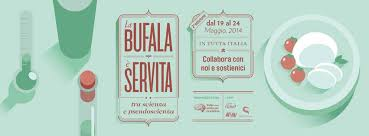 La
BUFALA
è
SERVITA
tra scienza
e pseudoscienza
dal 19 al 24
Maggio, 2014
IN TUTTA ITALIA
Collabora con
noi e sostienici